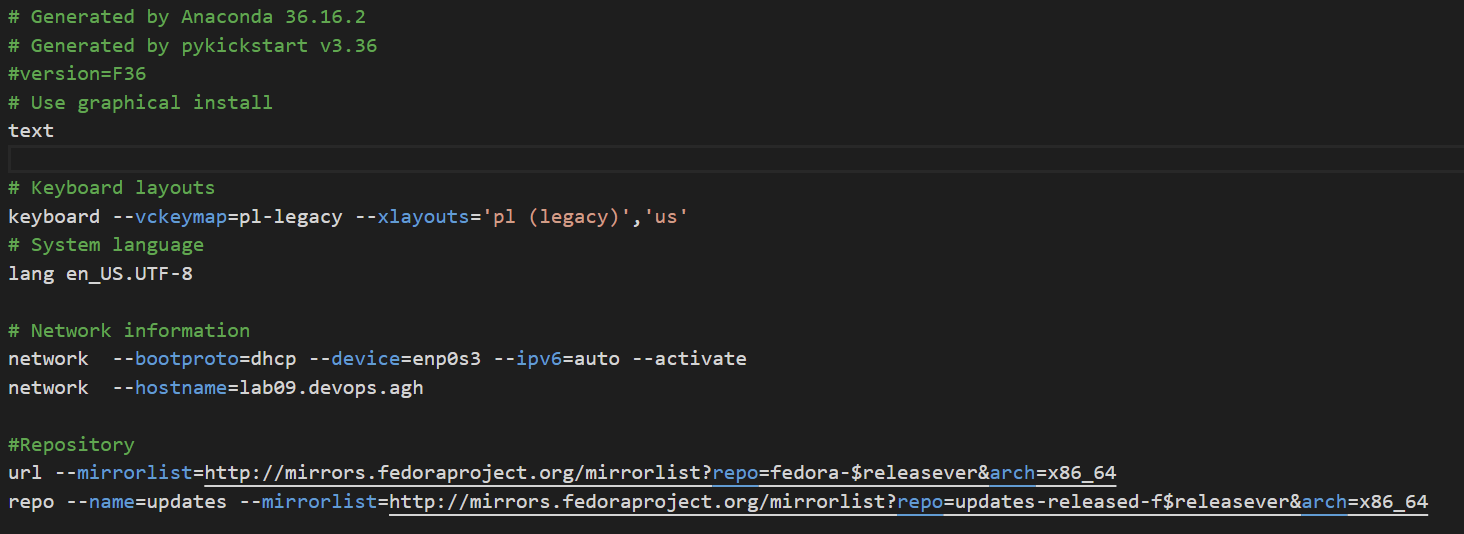 # Generated by Anaconda 36.16.2
# Generated by pykickstart v3.36
#version=F36
# Use graphical install
text
# Keyboard layouts
keyboard --vckeymap=pl-legacy --xlayouts='pl (legacy)','us'
# System language
lang en_US.UTF-8
# Network information
network  --bootproto=dhcp --device=enp0s3 --ipv6=auto --activate
network  --hostname=lab09.devops.agh
#Repository
url --mirrorlist=http://mirrors.fedoraproject.org/mirrorlist?repo=fedora-$releasever&arch=x86_64
repo --name=updates --mirrorlist=http://mirrors.fedoraproject.org/mirrorlist?repo=updates-released-f$releasever&arch=x86_64